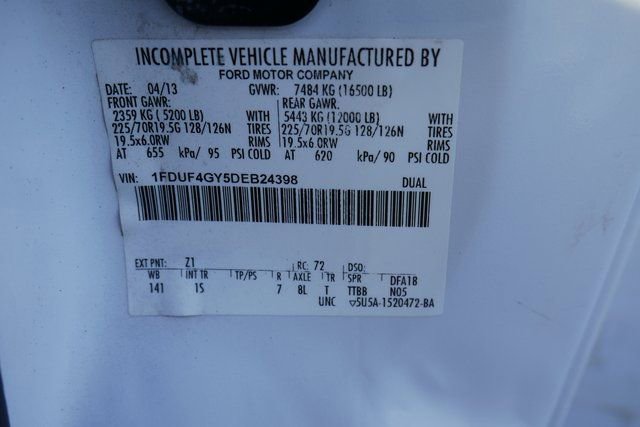 INCOMPLETE VEHICLE MANUFACTURED BY
FORD MOTOR COMPANY
DATE: 04/13 GVWR: 7484 KG (16500 LB)
FRONT GAWR: REAR GAWR:
2359 KG ( 5200 LB) WITH 5443 KG (12000 LB) WITH
225/70R19.5G 128/126N TIRES 225/70R19.5G 128/126N TIRES
19.5x6.0RW RIMS 19.5x6.0RW RIMS
AT 655 kPa/ 95 PSI COLD AT 620 kPa/ 90 PSI COLD
VIN: 1FDUF4GY5DEB24398 DUAL
EXT PNT: Z1 RC: 72 DSO:
WB INT TR TP/PS R AXLE TR SPR DFA18
141 1S 7 8L T TTBB N05
UNC ▽5U5A-1520472-BA